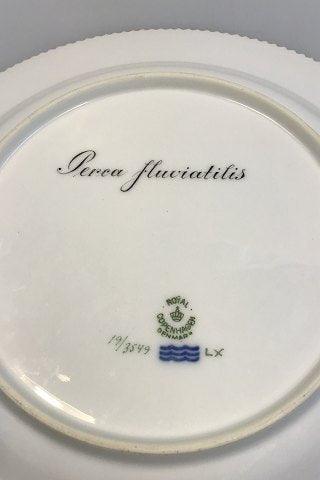 Perca fluviatilis
ROYAL
COPENHAGEN
DENMARK
19/3549 LX